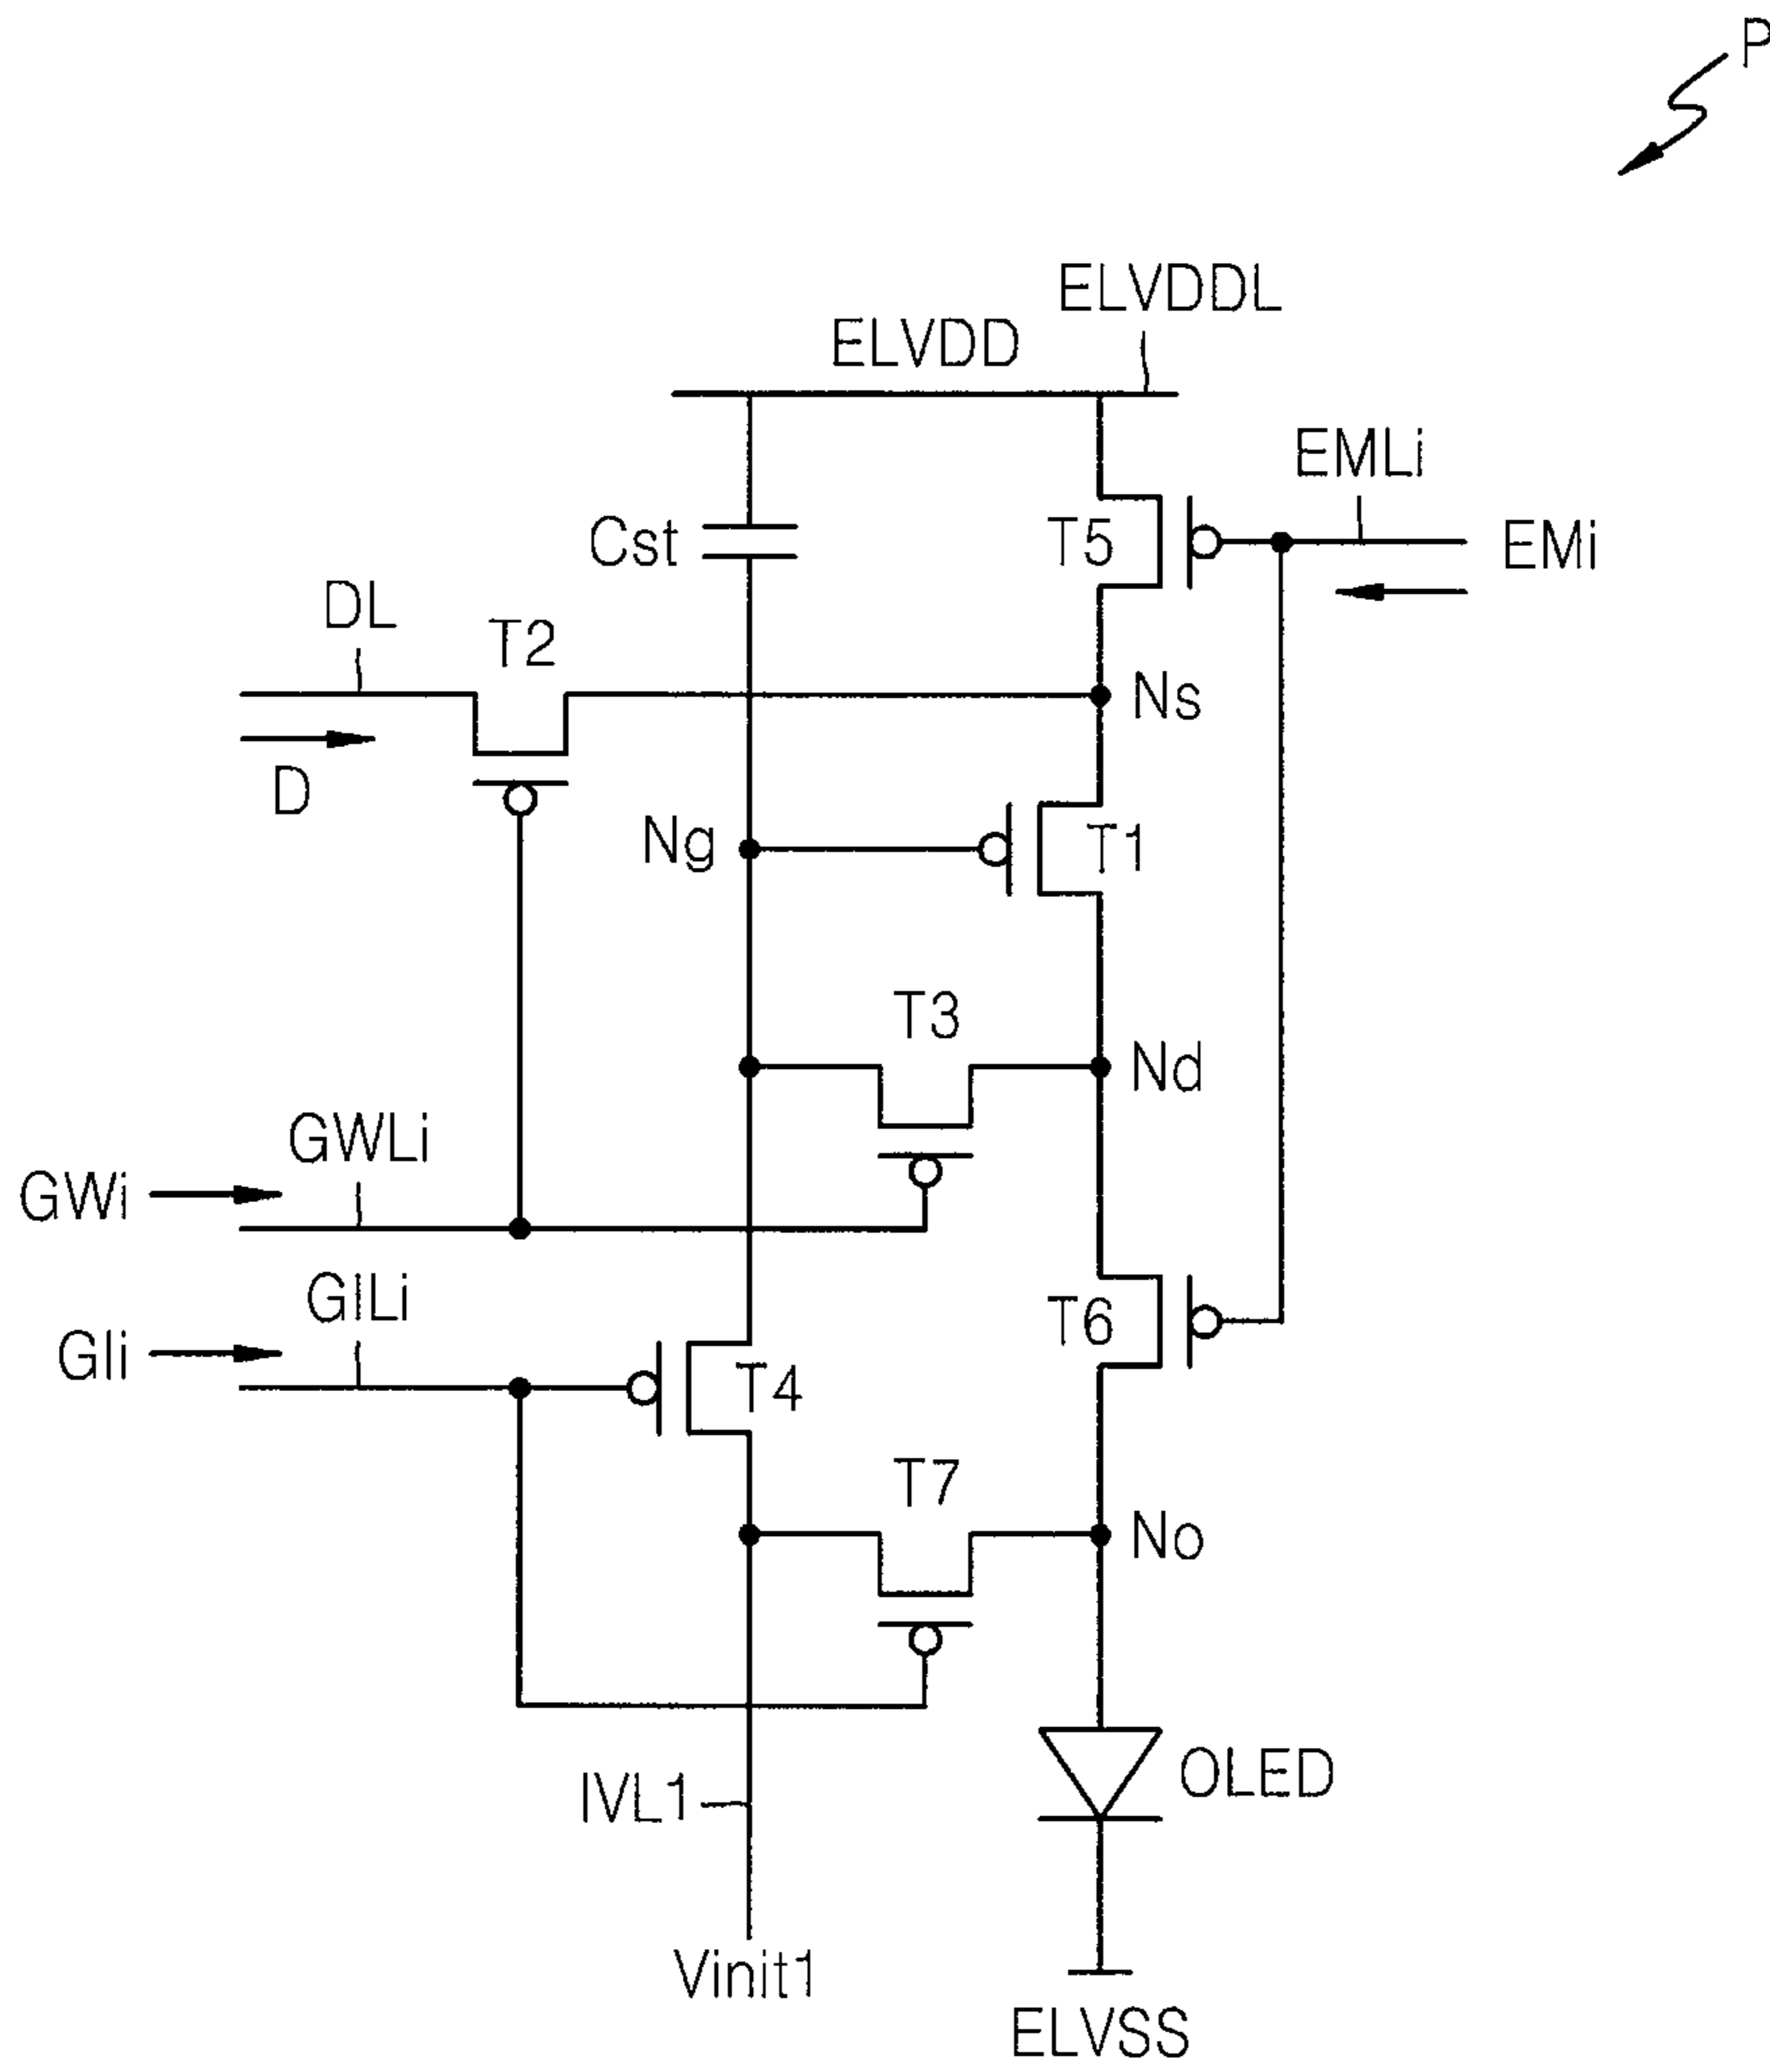 P
ELVDDL
ELVDD
EMLi
Cst
T5
EMi
DL
T2
Ns
D
Ng
T1
T3
Nd
GWLi
GWi
GILi
T6
GIi
T4
T7
No
OLED
IVL1
Vinit1
ELVSS